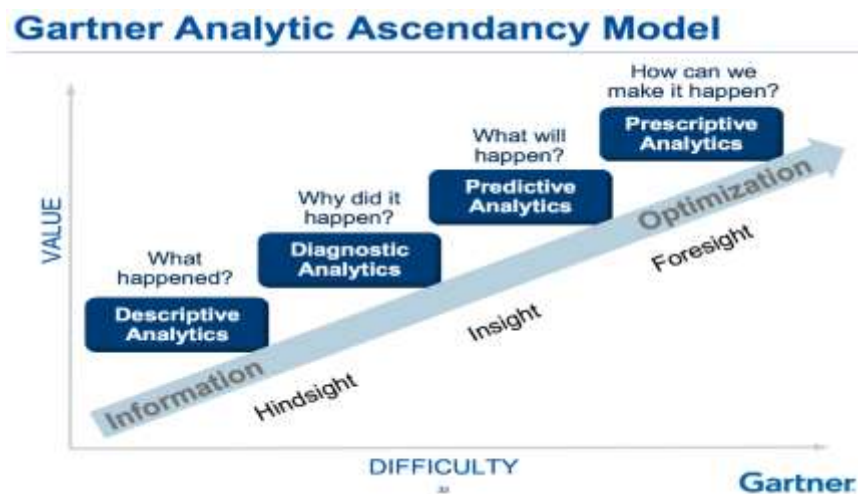 Gartner Analytic Ascendancy Model
How can we
make it happen?
Prescriptive
Analytics
What will
happen?
Predictive
Analytics
Why did it
happen?
Diagnostic
Analytics
What
happened?
Descriptive
Analytics
VALUE
Information
Optimization
Hindsight
Insight
Foresight
DIFFICULTY
Gartner